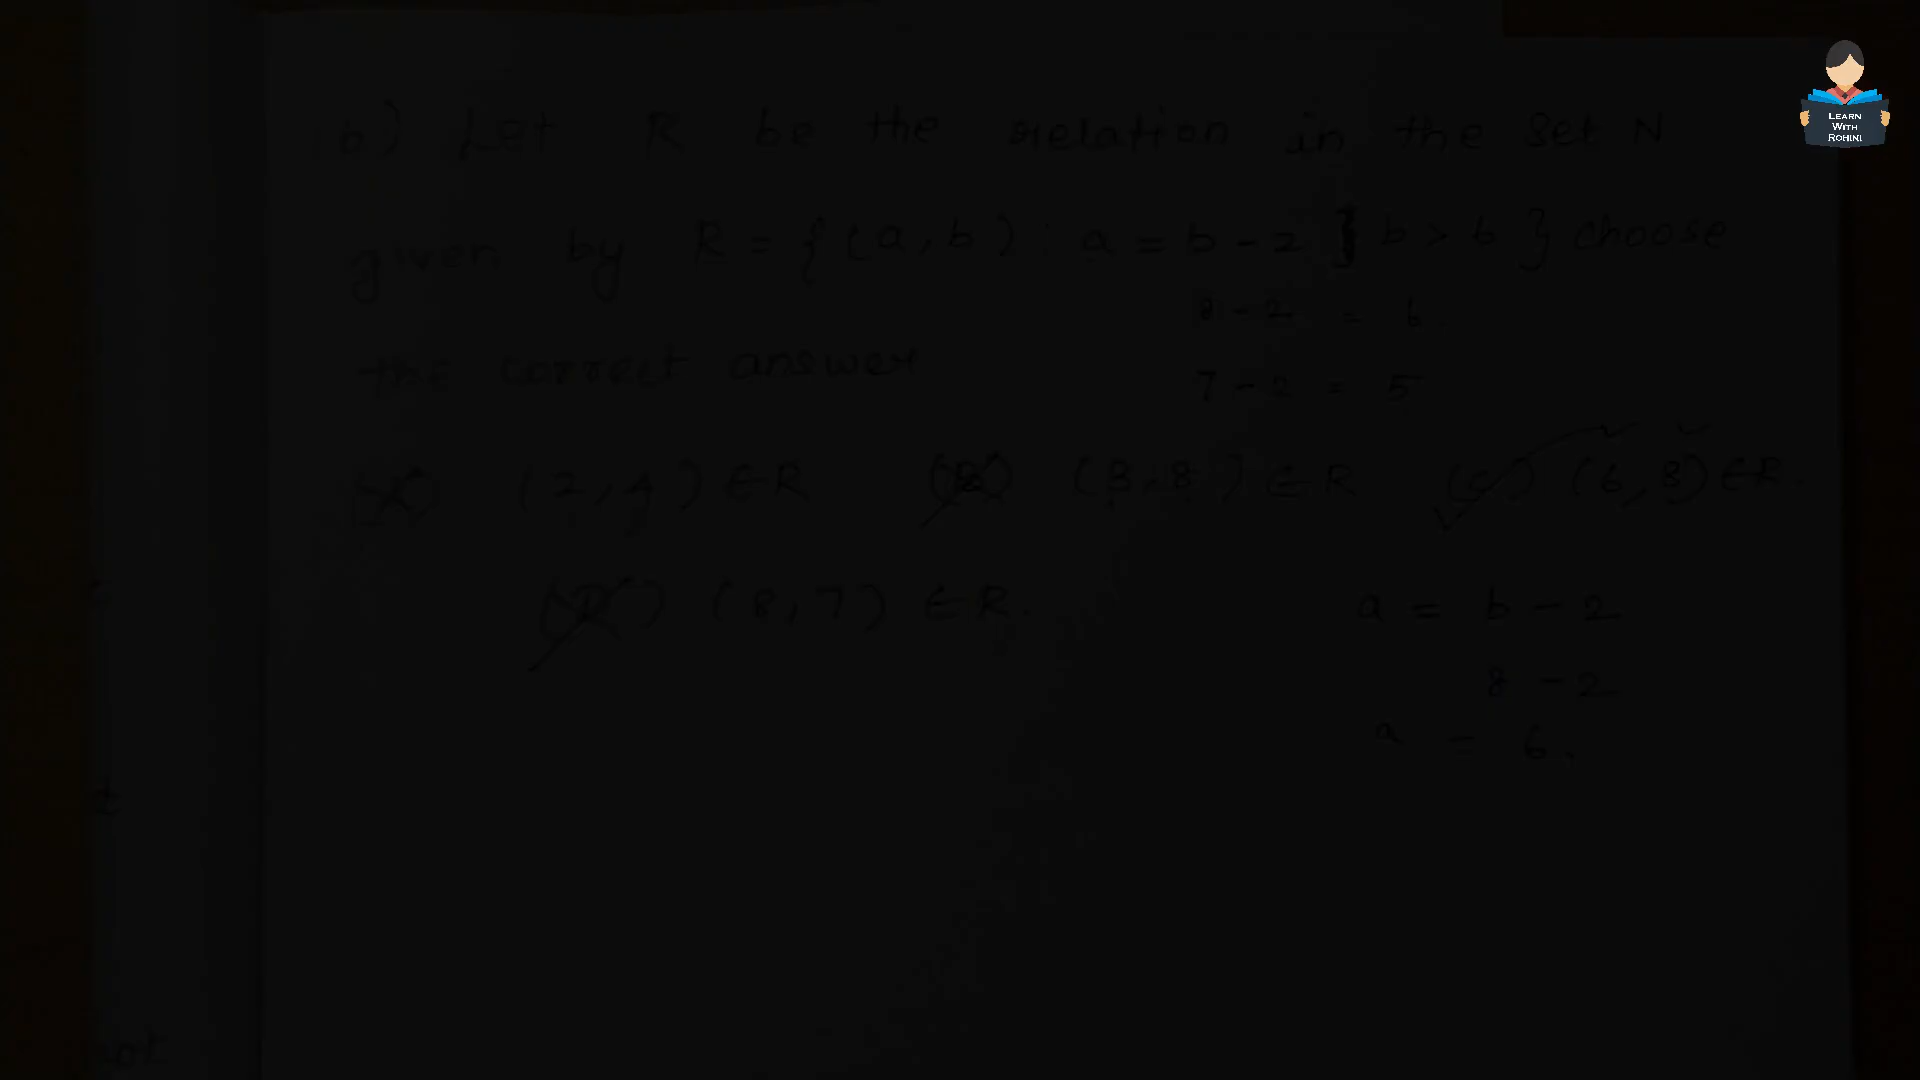 6) Let R be the relation in the set N
given by R = { (a, b) : a = b - 2 } b > 6 } choose
8 - 2 = 6.
the correct answer
7 - 2 = 5
(A) (2, 4) ∈ R (B) (3, 8) ∈ R (C) (6, 8) ∈ R.
(D) (8, 7) ∈ R.
a = b - 2
8 - 2
a = 6.
LEARN
WITH
ROHINI